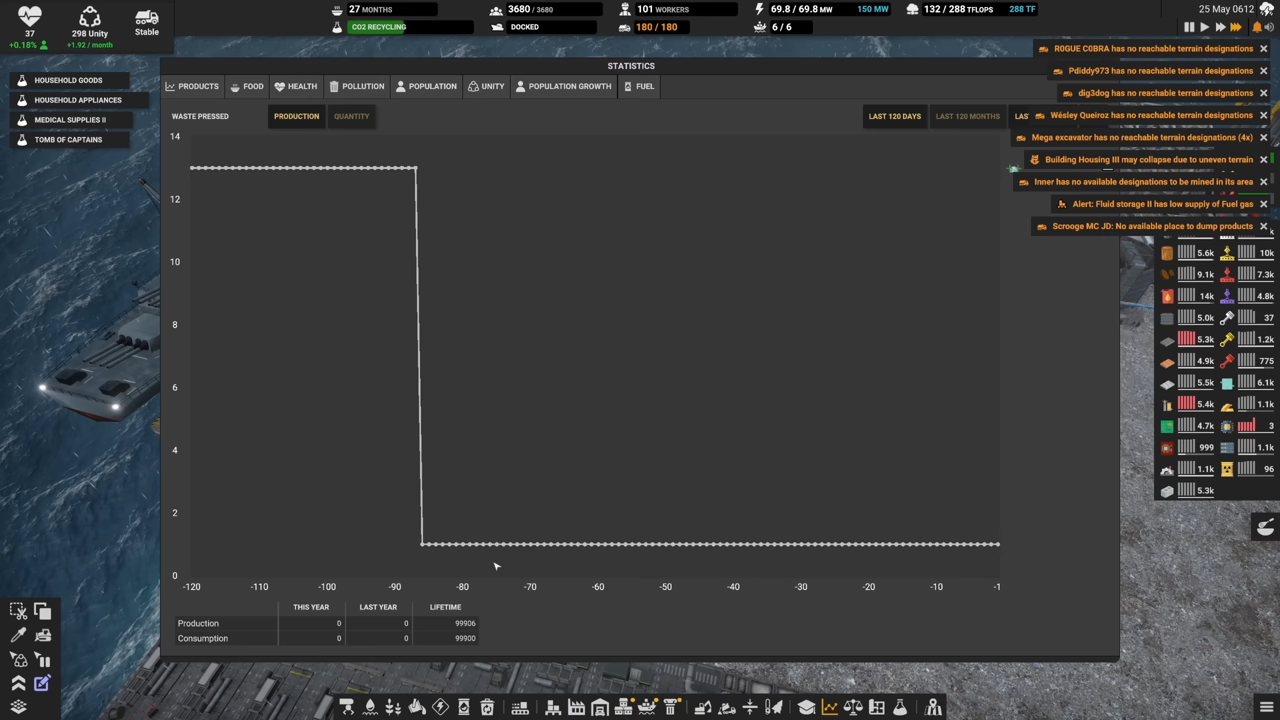 27 MONTHS
3680 / 3680
101 WORKERS
69.8 / 69.8 MW 150 MW
132 / 288 TFLOPS 288 TF
25 May 0612
37
+0.18%
298 Unity
+1.92 / month
Stable
CO2 RECYCLING
DOCKED
180 / 180
6 / 6
HOUSEHOLD GOODS
HOUSEHOLD APPLIANCES
MEDICAL SUPPLIES II
TOMB OF CAPTAINS
STATISTICS
PRODUCTS
FOOD
HEALTH
POLLUTION
POPULATION
UNITY
POPULATION GROWTH
FUEL
WASTE PRESSED
PRODUCTION
QUANTITY
LAST 120 DAYS
LAST 120 MONTHS
LAS
R0GUE C0BRA has no reachable terrain designations
Pdiddy973 has no reachable terrain designations
dig3dog has no reachable terrain designations
Wésley Queiroz has no reachable terrain designations
Mega excavator has no reachable terrain designations (4x)
Building Housing III may collapse due to uneven terrain
Inner has no available designations to be mined in its area
Alert: Fluid storage II has low supply of Fuel gas
Scrooge MC JD: No available place to dump products
14
12
10
8
6
4
2
0
-120 -110 -100 -90 -80 -70 -60 -50 -40 -30 -20 -10 -1
THIS YEAR LAST YEAR LIFETIME
Production 0 0 99906
Consumption 0 0 99900
5.6k 10k
9.1k 7.3k
14k 4.8k
5.0k 37
5.3k 1.2k
4.9k 775
5.5k 6.1k
5.4k 1.1k
4.7k 3
999 1.1k
1.1k 96
5.3k